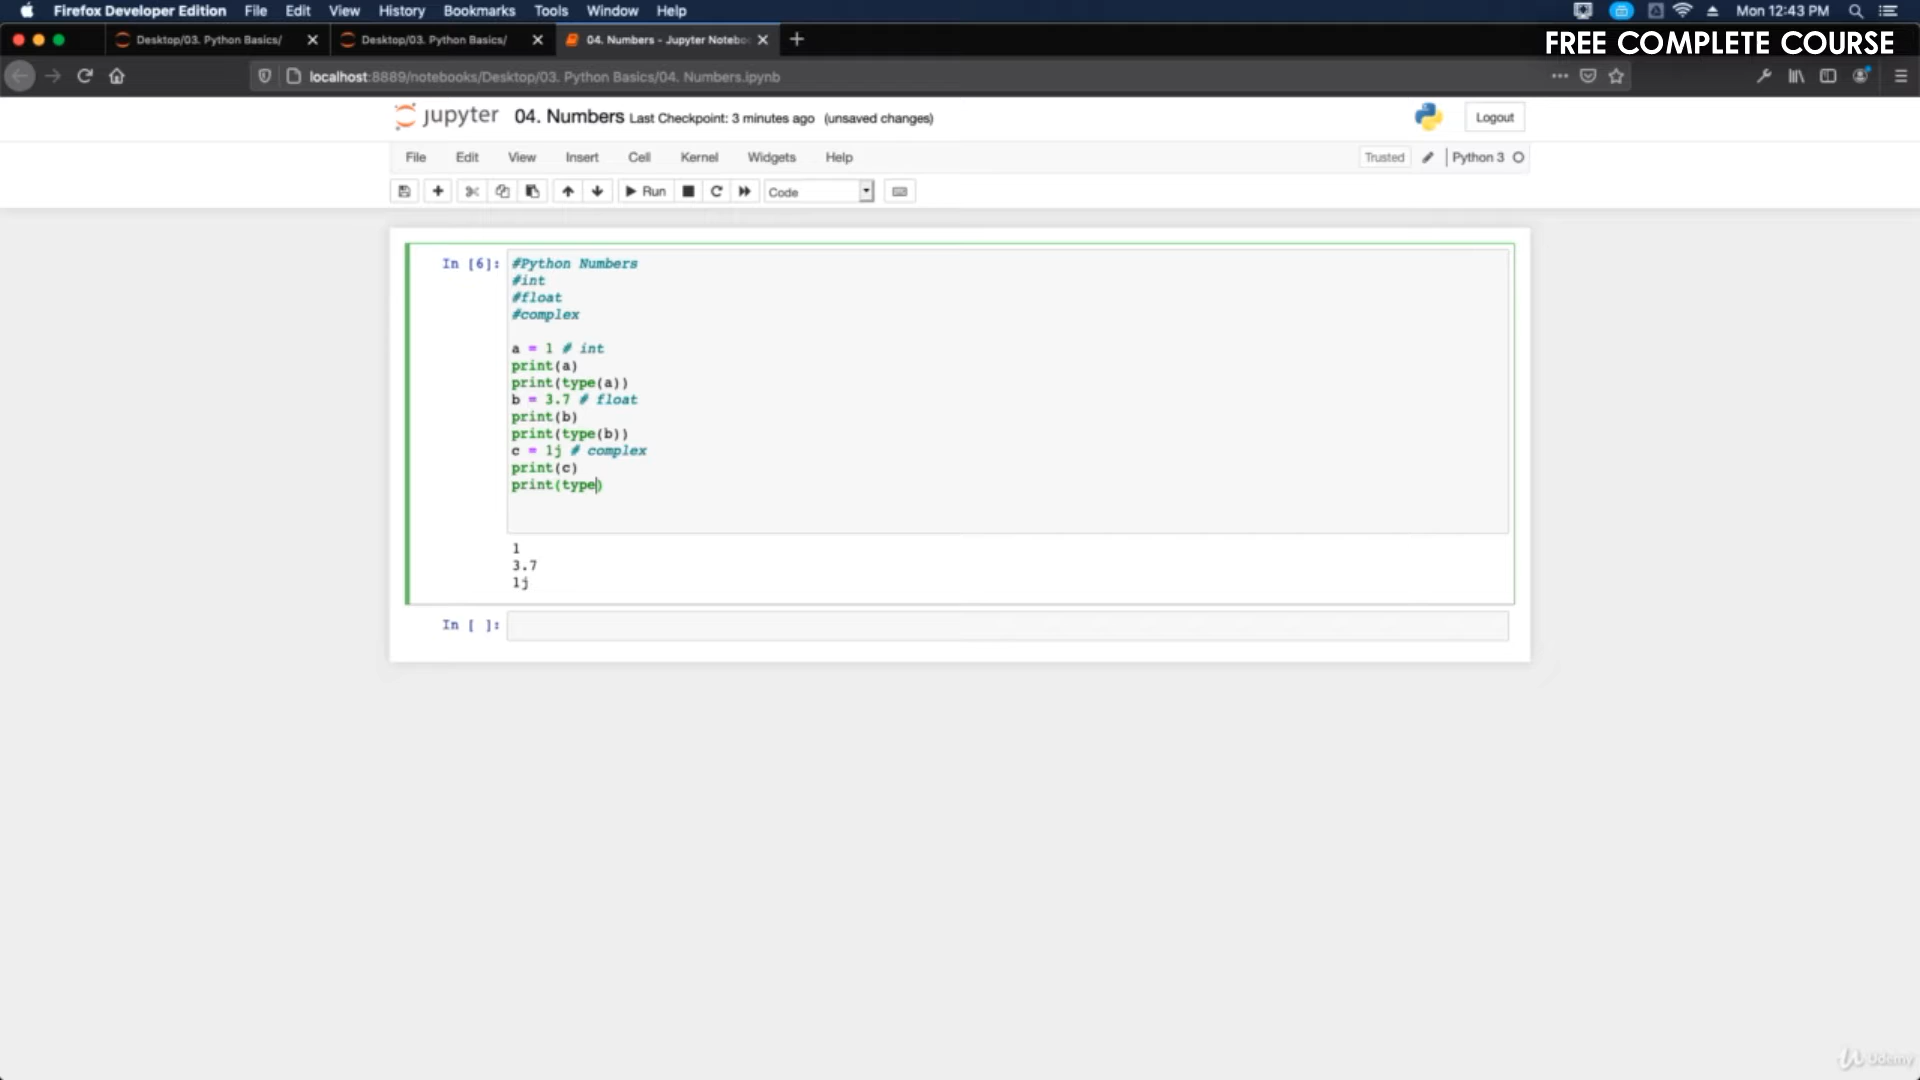 Firefox Developer Edition File Edit View History Bookmarks Tools Window Help Mon 12:43 PM
Desktop/03. Python Basics/ Desktop/03. Python Basics/ 04. Numbers - Jupyter Notebo
FREE COMPLETE COURSE
localhost:8889/notebooks/Desktop/03. Python Basics/04. Numbers.ipynb
jupyter 04. Numbers Last Checkpoint: 3 minutes ago (unsaved changes) Logout
File Edit View Insert Cell Kernel Widgets Help Trusted Python 3
Run Code
In [6]: #Python Numbers
#int
#float
#complex
a = 1 # int
print(a)
print(type(a))
b = 3.7 # float
print(b)
print(type(b))
c = 1j # complex
print(c)
print(type)
1
3.7
1j
In [ ]:
Udemy